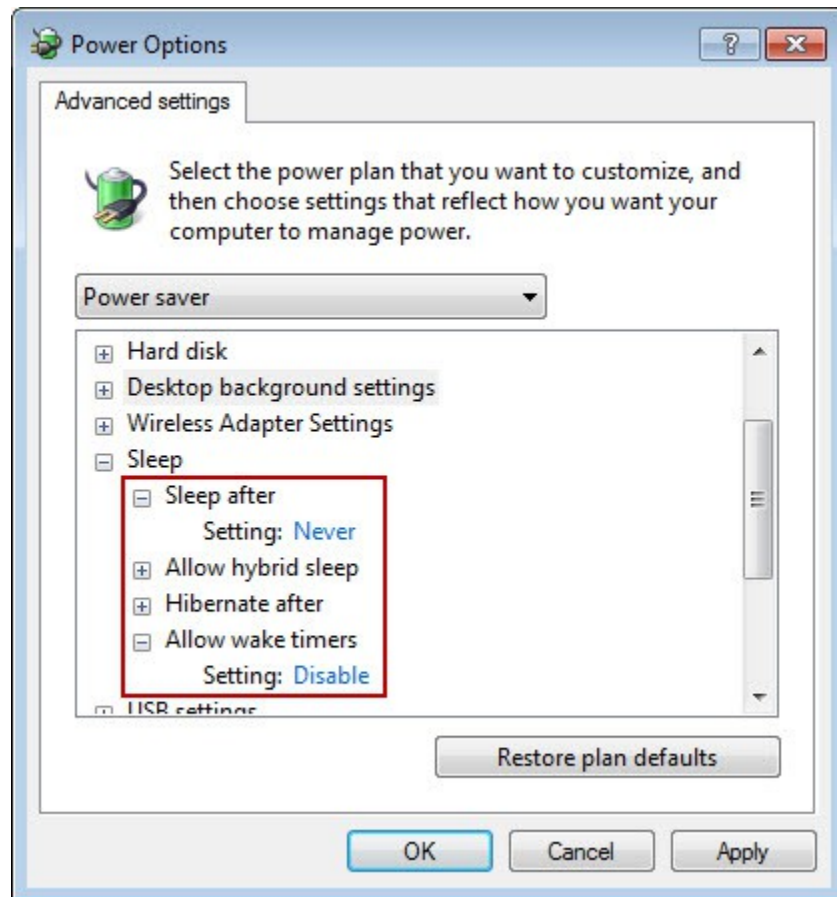 Power Options
Advanced settings
Select the power plan that you want to customize, and
then choose settings that reflect how you want your
computer to manage power.
Power saver
Hard disk
Desktop background settings
Wireless Adapter Settings
Sleep
Sleep after
Setting: Never
Allow hybrid sleep
Hibernate after
Allow wake timers
Setting: Disable
USB settings
Restore plan defaults
OK Cancel Apply